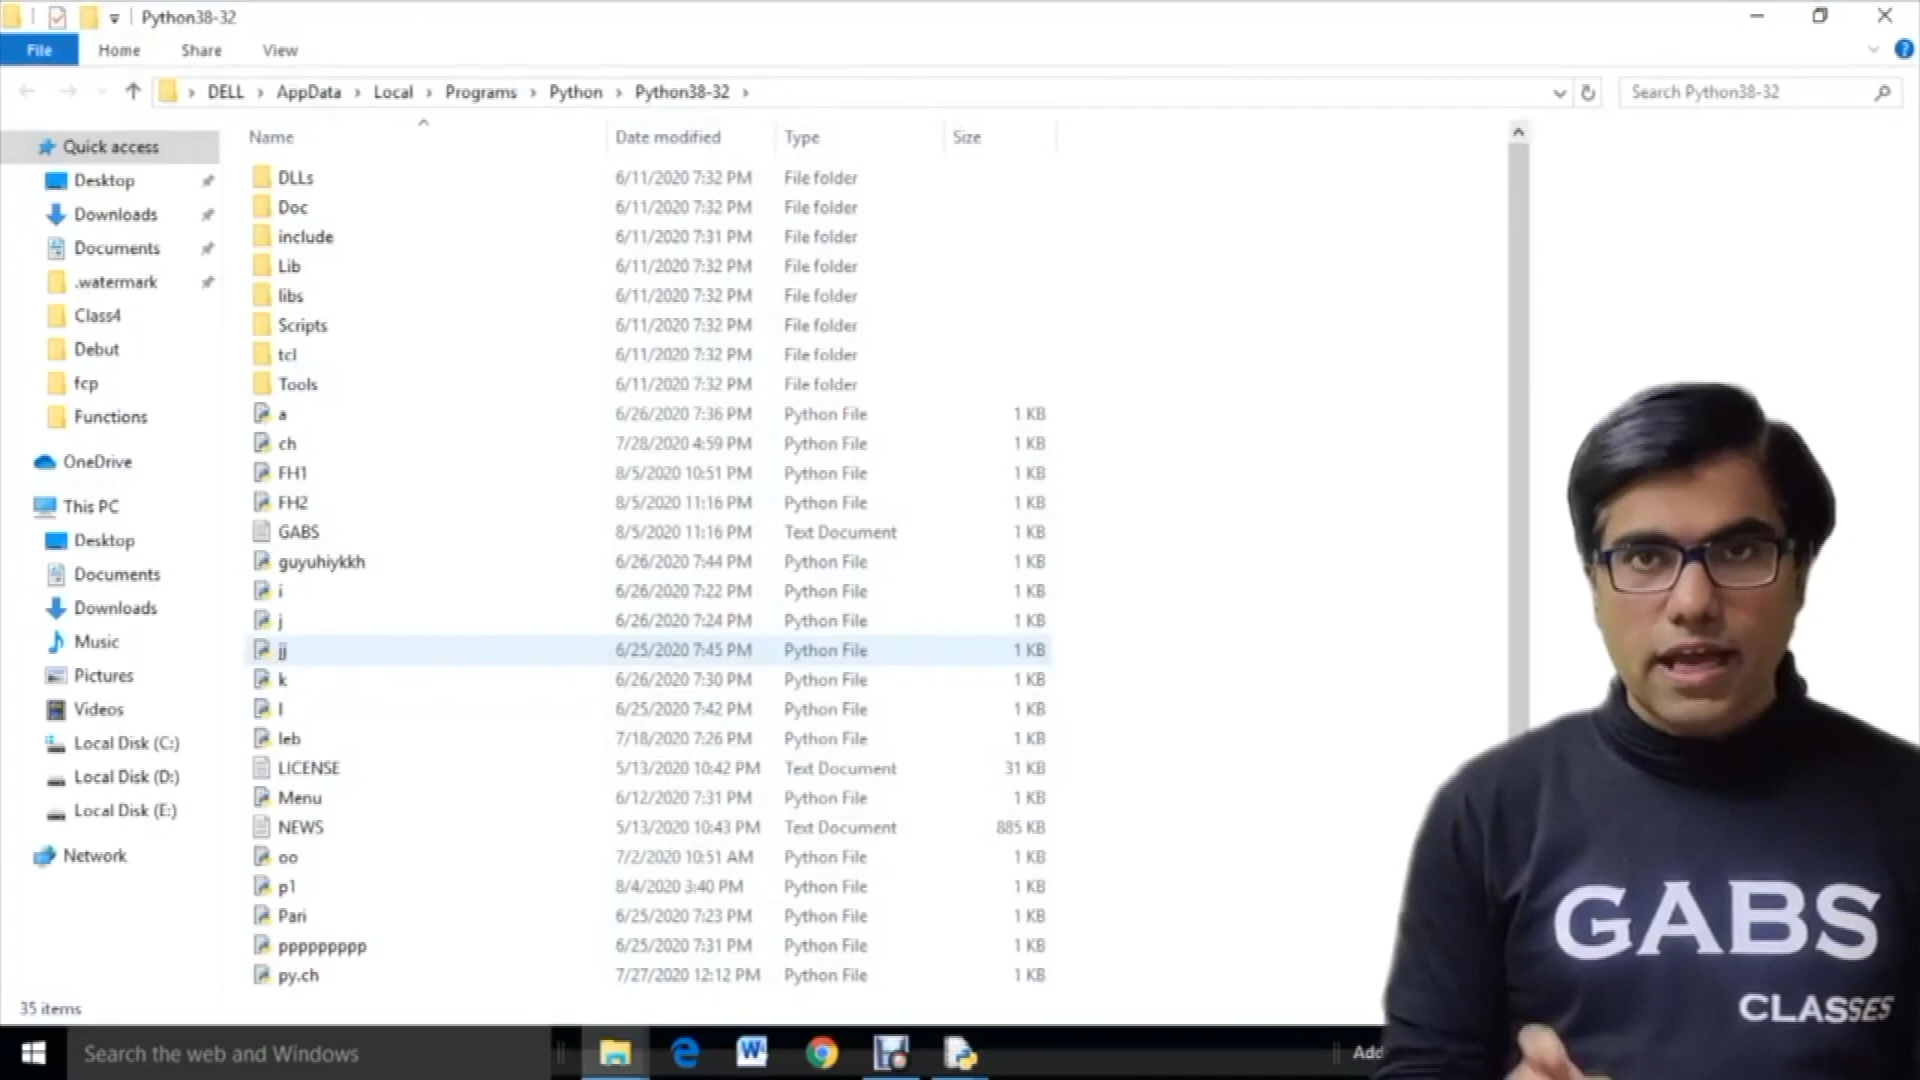 Python38-32
File Home Share View
DELL AppData Local Programs Python Python38-32 Search Python38-32
Name Date modified Type Size
Quick access
Desktop
Downloads
Documents
.watermark
Class4
Debut
fcp
Functions
OneDrive
This PC
Desktop
Documents
Downloads
Music
Pictures
Videos
Local Disk (C:)
Local Disk (D:)
Local Disk (E:)
Network
DLLs 6/11/2020 7:32 PM File folder
Doc 6/11/2020 7:32 PM File folder
include 6/11/2020 7:31 PM File folder
Lib 6/11/2020 7:32 PM File folder
libs 6/11/2020 7:32 PM File folder
Scripts 6/11/2020 7:32 PM File folder
tcl 6/11/2020 7:32 PM File folder
Tools 6/11/2020 7:32 PM File folder
a 6/26/2020 7:36 PM Python File 1 KB
ch 7/28/2020 4:59 PM Python File 1 KB
FH1 8/5/2020 10:51 PM Python File 1 KB
FH2 8/5/2020 11:16 PM Python File 1 KB
GABS 8/5/2020 11:16 PM Text Document 1 KB
guyuhiykkh 6/26/2020 7:44 PM Python File 1 KB
i 6/26/2020 7:22 PM Python File 1 KB
j 6/26/2020 7:24 PM Python File 1 KB
jj 6/25/2020 7:45 PM Python File 1 KB
k 6/26/2020 7:30 PM Python File 1 KB
l 6/25/2020 7:42 PM Python File 1 KB
leb 7/18/2020 7:26 PM Python File 1 KB
LICENSE 5/13/2020 10:42 PM Text Document 31 KB
Menu 6/12/2020 7:31 PM Python File 1 KB
NEWS 5/13/2020 10:43 PM Text Document 885 KB
oo 7/2/2020 10:51 AM Python File 1 KB
p1 8/4/2020 3:40 PM Python File 1 KB
Pari 6/25/2020 7:23 PM Python File 1 KB
ppppppppp 6/25/2020 7:31 PM Python File 1 KB
py.ch 7/27/2020 12:12 PM Python File 1 KB
35 items
Search the web and Windows
Add
GABS
CLASSES